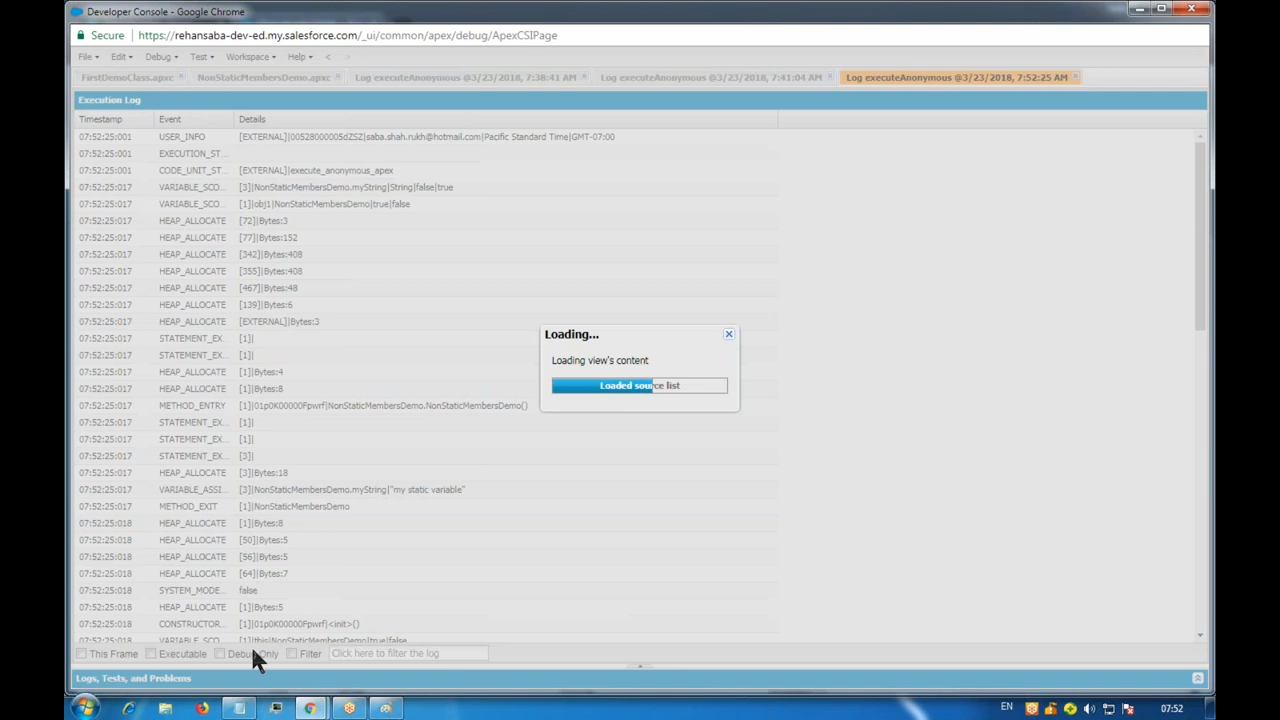 Developer Console - Google Chrome
Secure | https://rehansaba-dev-ed.my.salesforce.com/_ui/common/apex/debug/ApexCSIPage
File Edit Debug Test Workspace Help <
FirstDemoClass.apxc NonStaticMembersDemo.apxc Log executeAnonymous @3/23/2018, 7:38:41 AM Log executeAnonymous @3/23/2018, 7:41:04 AM Log executeAnonymous @3/23/2018, 7:52:25 AM
Execution Log
Timestamp Event Details
07:52:25:001 USER_INFO [EXTERNAL]|00528000005dZSZ|saba.shah.rukh@hotmail.com|Pacific Standard Time|GMT-07:00
07:52:25:001 EXECUTION_ST...
07:52:25:001 CODE_UNIT_ST... [EXTERNAL]|execute_anonymous_apex
07:52:25:017 VARIABLE_SCO... [3]|NonStaticMembersDemo.myString|String|false|true
07:52:25:017 VARIABLE_SCO... [1]|obj1|NonStaticMembersDemo|true|false
07:52:25:017 HEAP_ALLOCATE [72]|Bytes:3
07:52:25:017 HEAP_ALLOCATE [77]|Bytes:152
07:52:25:017 HEAP_ALLOCATE [342]|Bytes:408
07:52:25:017 HEAP_ALLOCATE [355]|Bytes:408
07:52:25:017 HEAP_ALLOCATE [467]|Bytes:48
07:52:25:017 HEAP_ALLOCATE [139]|Bytes:6
07:52:25:017 HEAP_ALLOCATE [EXTERNAL]|Bytes:3
07:52:25:017 STATEMENT_EX... [1]|
07:52:25:017 STATEMENT_EX... [1]|
07:52:25:017 HEAP_ALLOCATE [1]|Bytes:4
07:52:25:017 HEAP_ALLOCATE [1]|Bytes:8
07:52:25:017 METHOD_ENTRY [1]|01p0K00000Fpwrf|NonStaticMembersDemo.NonStaticMembersDemo()
07:52:25:017 STATEMENT_EX... [1]|
07:52:25:017 STATEMENT_EX... [1]|
07:52:25:017 STATEMENT_EX... [3]|
07:52:25:017 HEAP_ALLOCATE [3]|Bytes:18
07:52:25:017 VARIABLE_ASSI... [3]|NonStaticMembersDemo.myString|"my static variable"
07:52:25:017 METHOD_EXIT [1]|NonStaticMembersDemo
07:52:25:018 HEAP_ALLOCATE [1]|Bytes:8
07:52:25:018 HEAP_ALLOCATE [50]|Bytes:5
07:52:25:018 HEAP_ALLOCATE [56]|Bytes:5
07:52:25:018 HEAP_ALLOCATE [64]|Bytes:7
07:52:25:018 SYSTEM_MODE... false
07:52:25:018 HEAP_ALLOCATE [1]|Bytes:5
07:52:25:018 CONSTRUCTOR... [1]|01p0K00000Fpwrf|<init>()
07:52:25:018 VARIABLE_SCO... [1]|this|NonStaticMembersDemo|true|false
Loading...
Loading view's content
Loaded source list
This Frame Executable Debug Only Filter Click here to filter the log
Logs, Tests, and Problems
EN 07:52